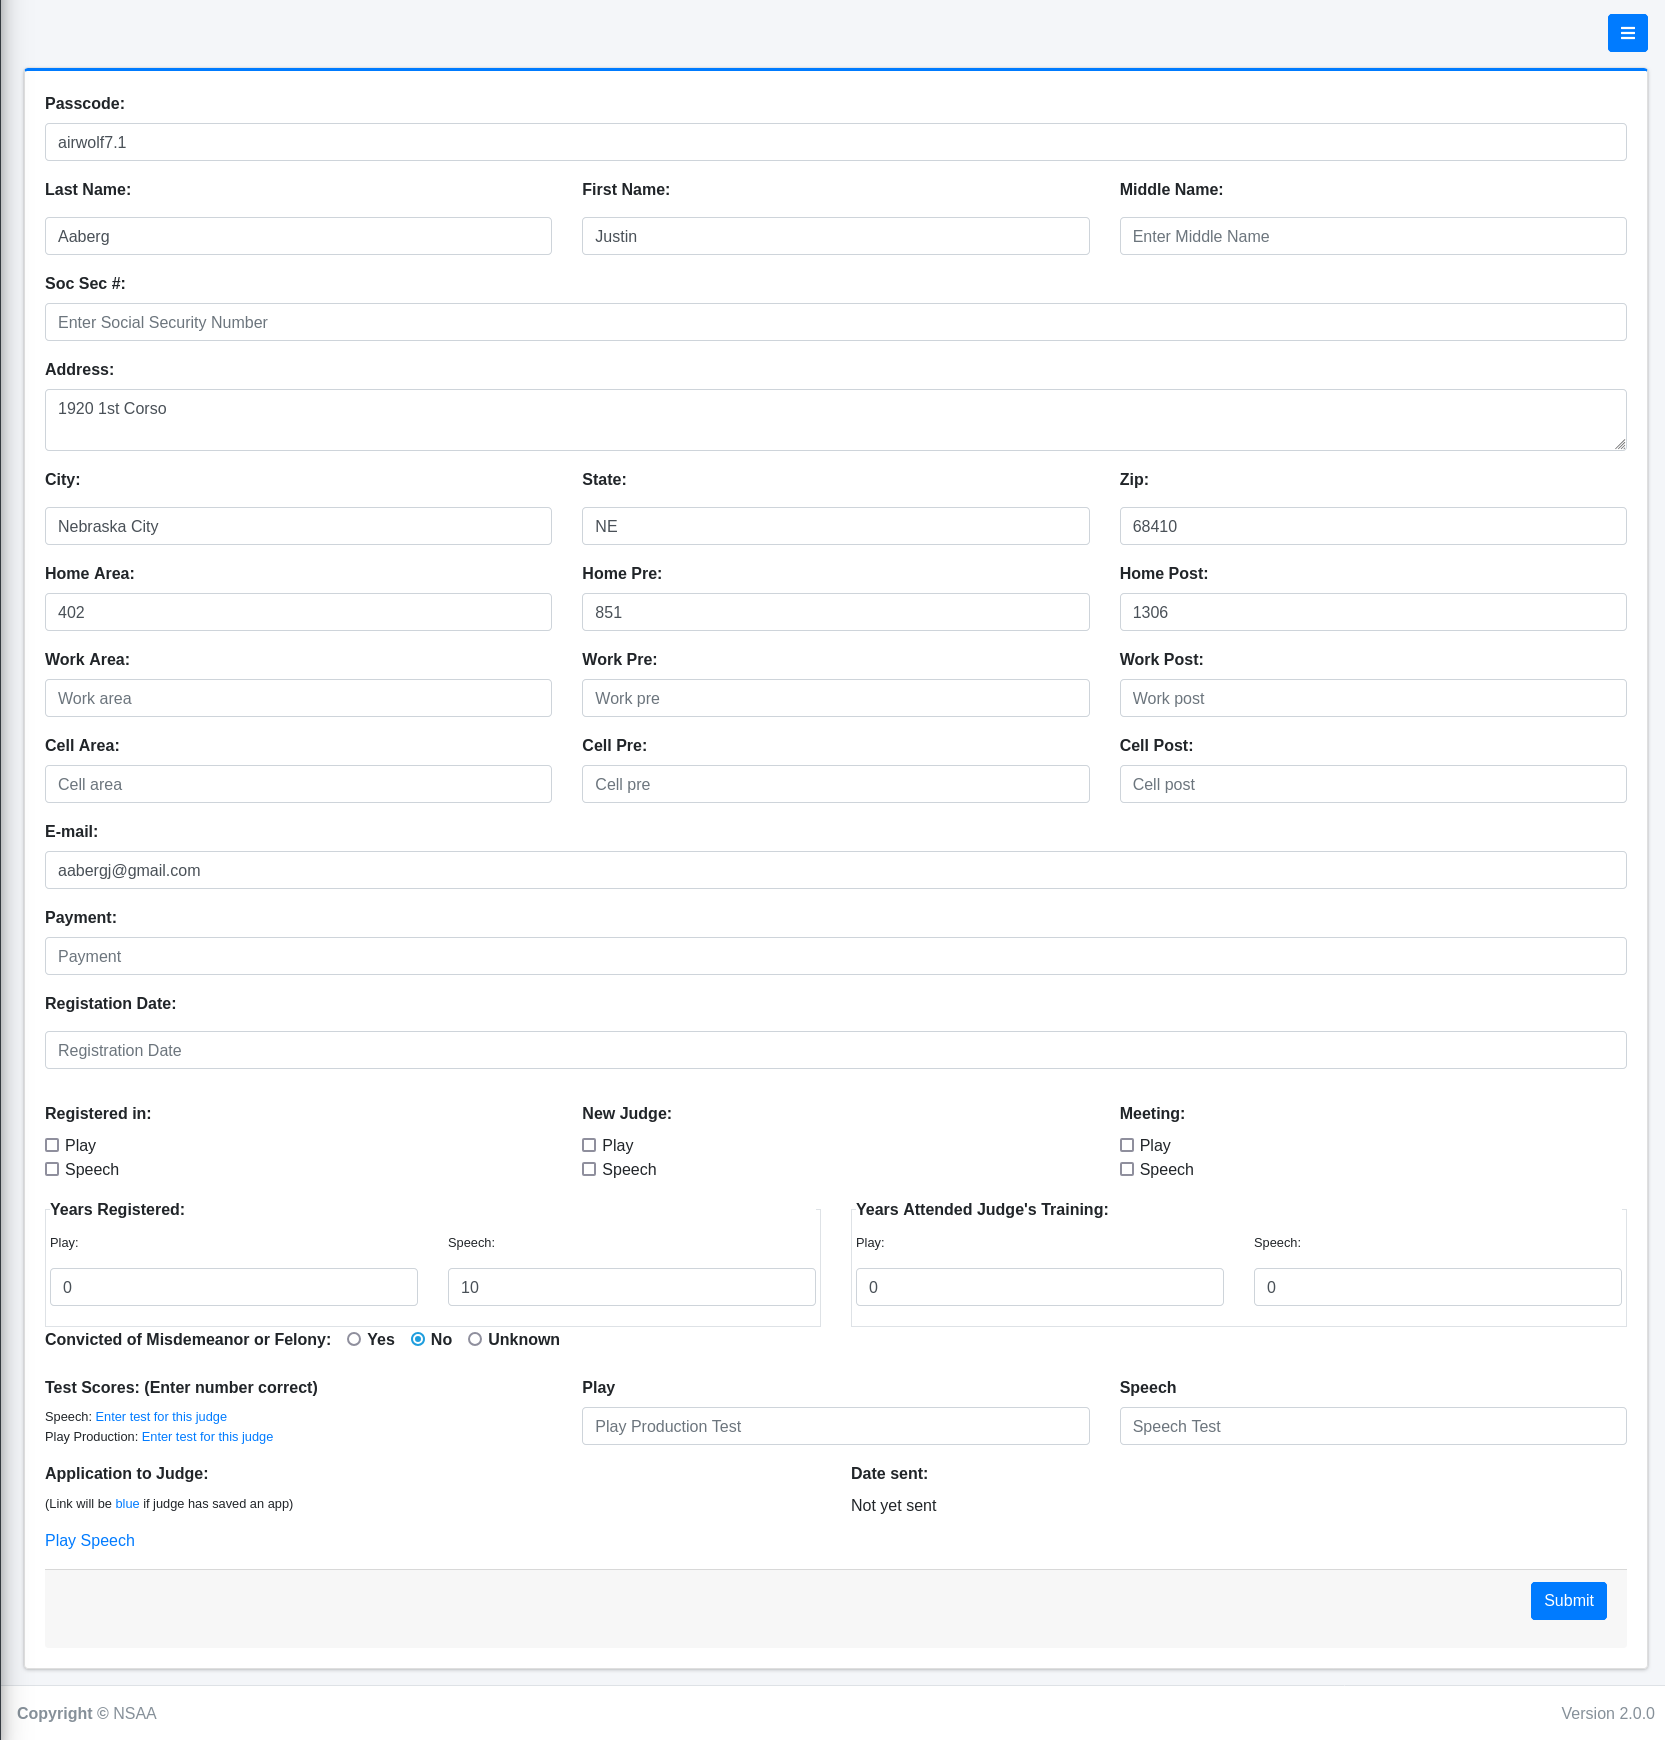 Passcode:
airwolf7.1
Last Name: First Name: Middle Name:
Aaberg Justin Enter Middle Name
Soc Sec #:
Enter Social Security Number
Address:
1920 1st Corso
City: State: Zip:
Nebraska City NE 68410
Home Area: Home Pre: Home Post:
402 851 1306
Work Area: Work Pre: Work Post:
Work area Work pre Work post
Cell Area: Cell Pre: Cell Post:
Cell area Cell pre Cell post
E-mail:
aabergj@gmail.com
Payment:
Payment
Registation Date:
Registration Date
Registered in: New Judge: Meeting:
Play Play Play
Speech Speech Speech
Years Registered: Years Attended Judge's Training:
Play: Speech: Play: Speech:
0 10 0 0
Convicted of Misdemeanor or Felony: Yes No Unknown
Test Scores: (Enter number correct) Play Speech
Speech: Enter test for this judge
Play Production: Enter test for this judge
Play Production Test Speech Test
Application to Judge: Date sent:
(Link will be blue if judge has saved an app) Not yet sent
Play Speech
Submit
Copyright © NSAA Version 2.0.0